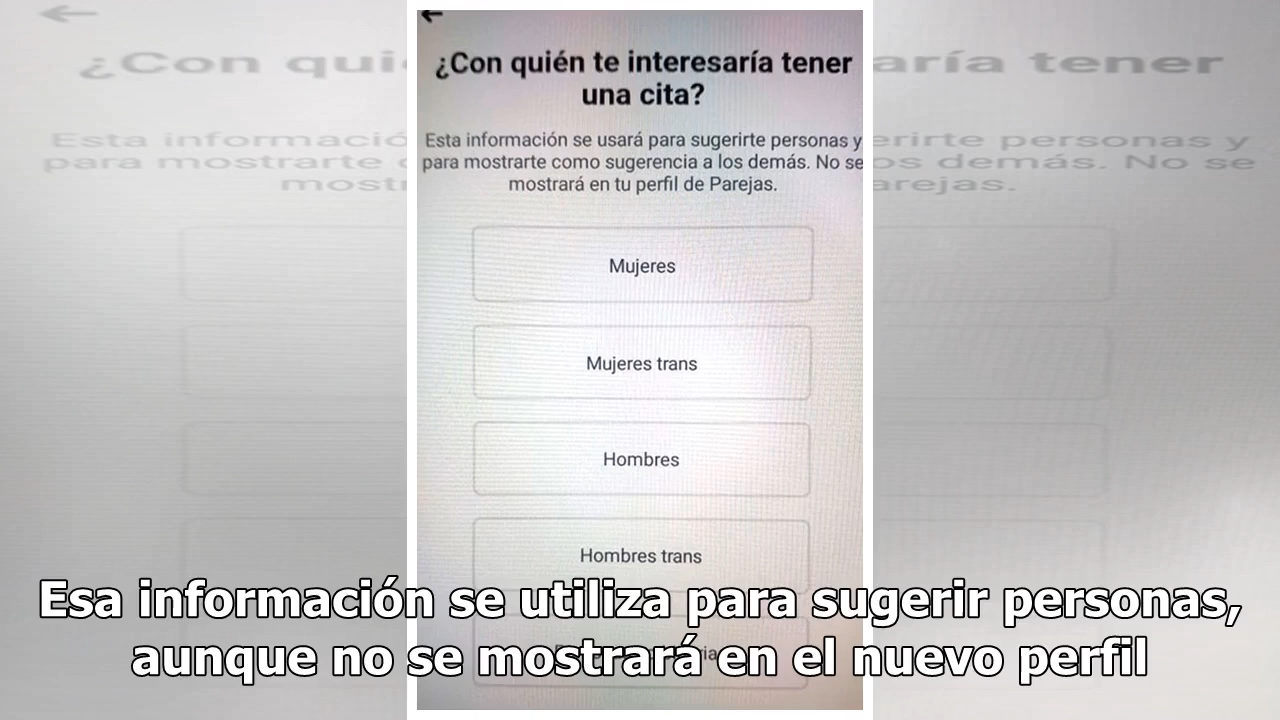 ¿Con quién te interesaría tener
una cita?
Esta información se usará para sugerirte personas y
para mostrarte como sugerencia a los demás. No se
mostrará en tu perfil de Parejas.
Mujeres
Mujeres trans
Hombres
Hombres trans
Esa información se utiliza para sugerir personas,
aunque no se mostrará en el nuevo perfil